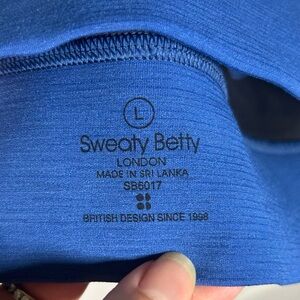 L
Sweaty Betty
LONDON
MADE IN SRI LANKA
SB6017
BRITISH DESIGN SINCE 1998